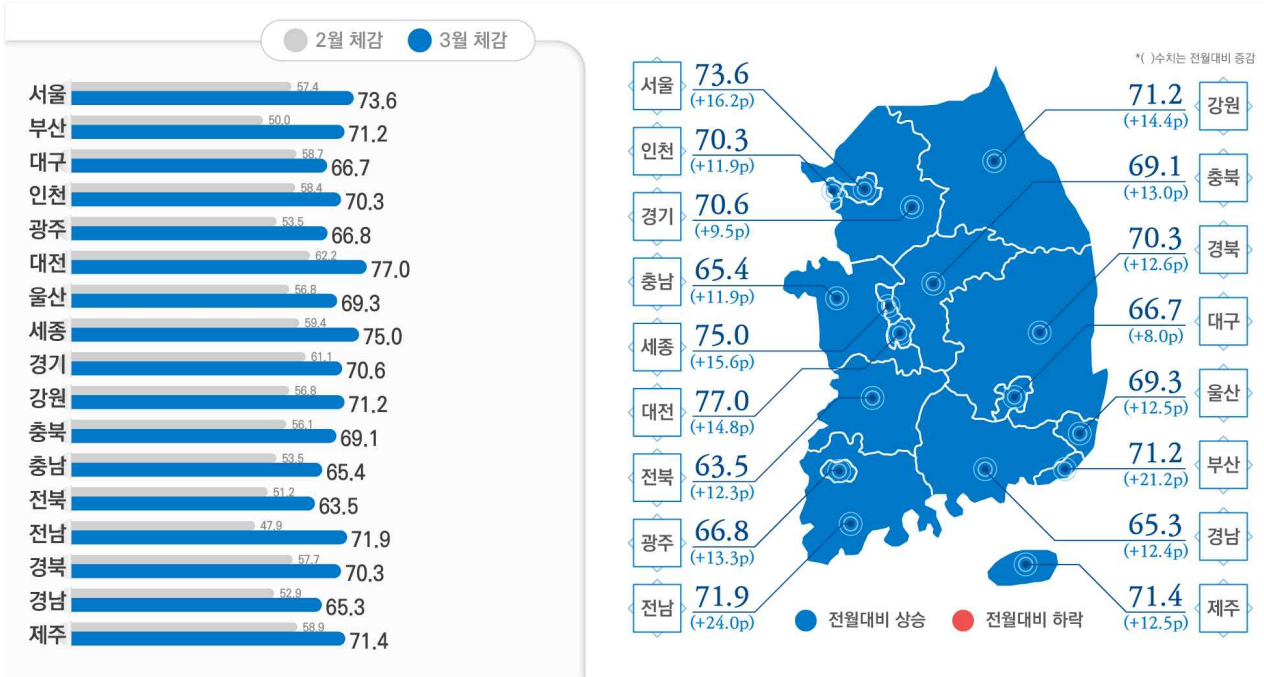 2월 체감 3월 체감
서울 57.4 73.6
부산 50.0 71.2
대구 58.7 66.7
인천 58.4 70.3
광주 53.5 66.8
대전 62.2 77.0
울산 56.8 69.3
세종 59.4 75.0
경기 61.1 70.6
강원 56.8 71.2
충북 56.1 69.1
충남 53.5 65.4
전북 51.2 63.5
전남 47.9 71.9
경북 57.7 70.3
경남 52.9 65.3
제주 58.9 71.4
*( )수치는 전월대비 증감
서울 73.6
(+16.2p)
인천 70.3
(+11.9p)
경기 70.6
(+9.5p)
충남 65.4
(+11.9p)
세종 75.0
(+15.6p)
대전 77.0
(+14.8p)
전북 63.5
(+12.3p)
광주 66.8
(+13.3p)
전남 71.9
(+24.0p)
71.2 강원
(+14.4p)
69.1 충북
(+13.0p)
70.3 경북
(+12.6p)
66.7 대구
(+8.0p)
69.3 울산
(+12.5p)
71.2 부산
(+21.2p)
65.3 경남
(+12.4p)
71.4 제주
(+12.5p)
전월대비 상승 전월대비 하락